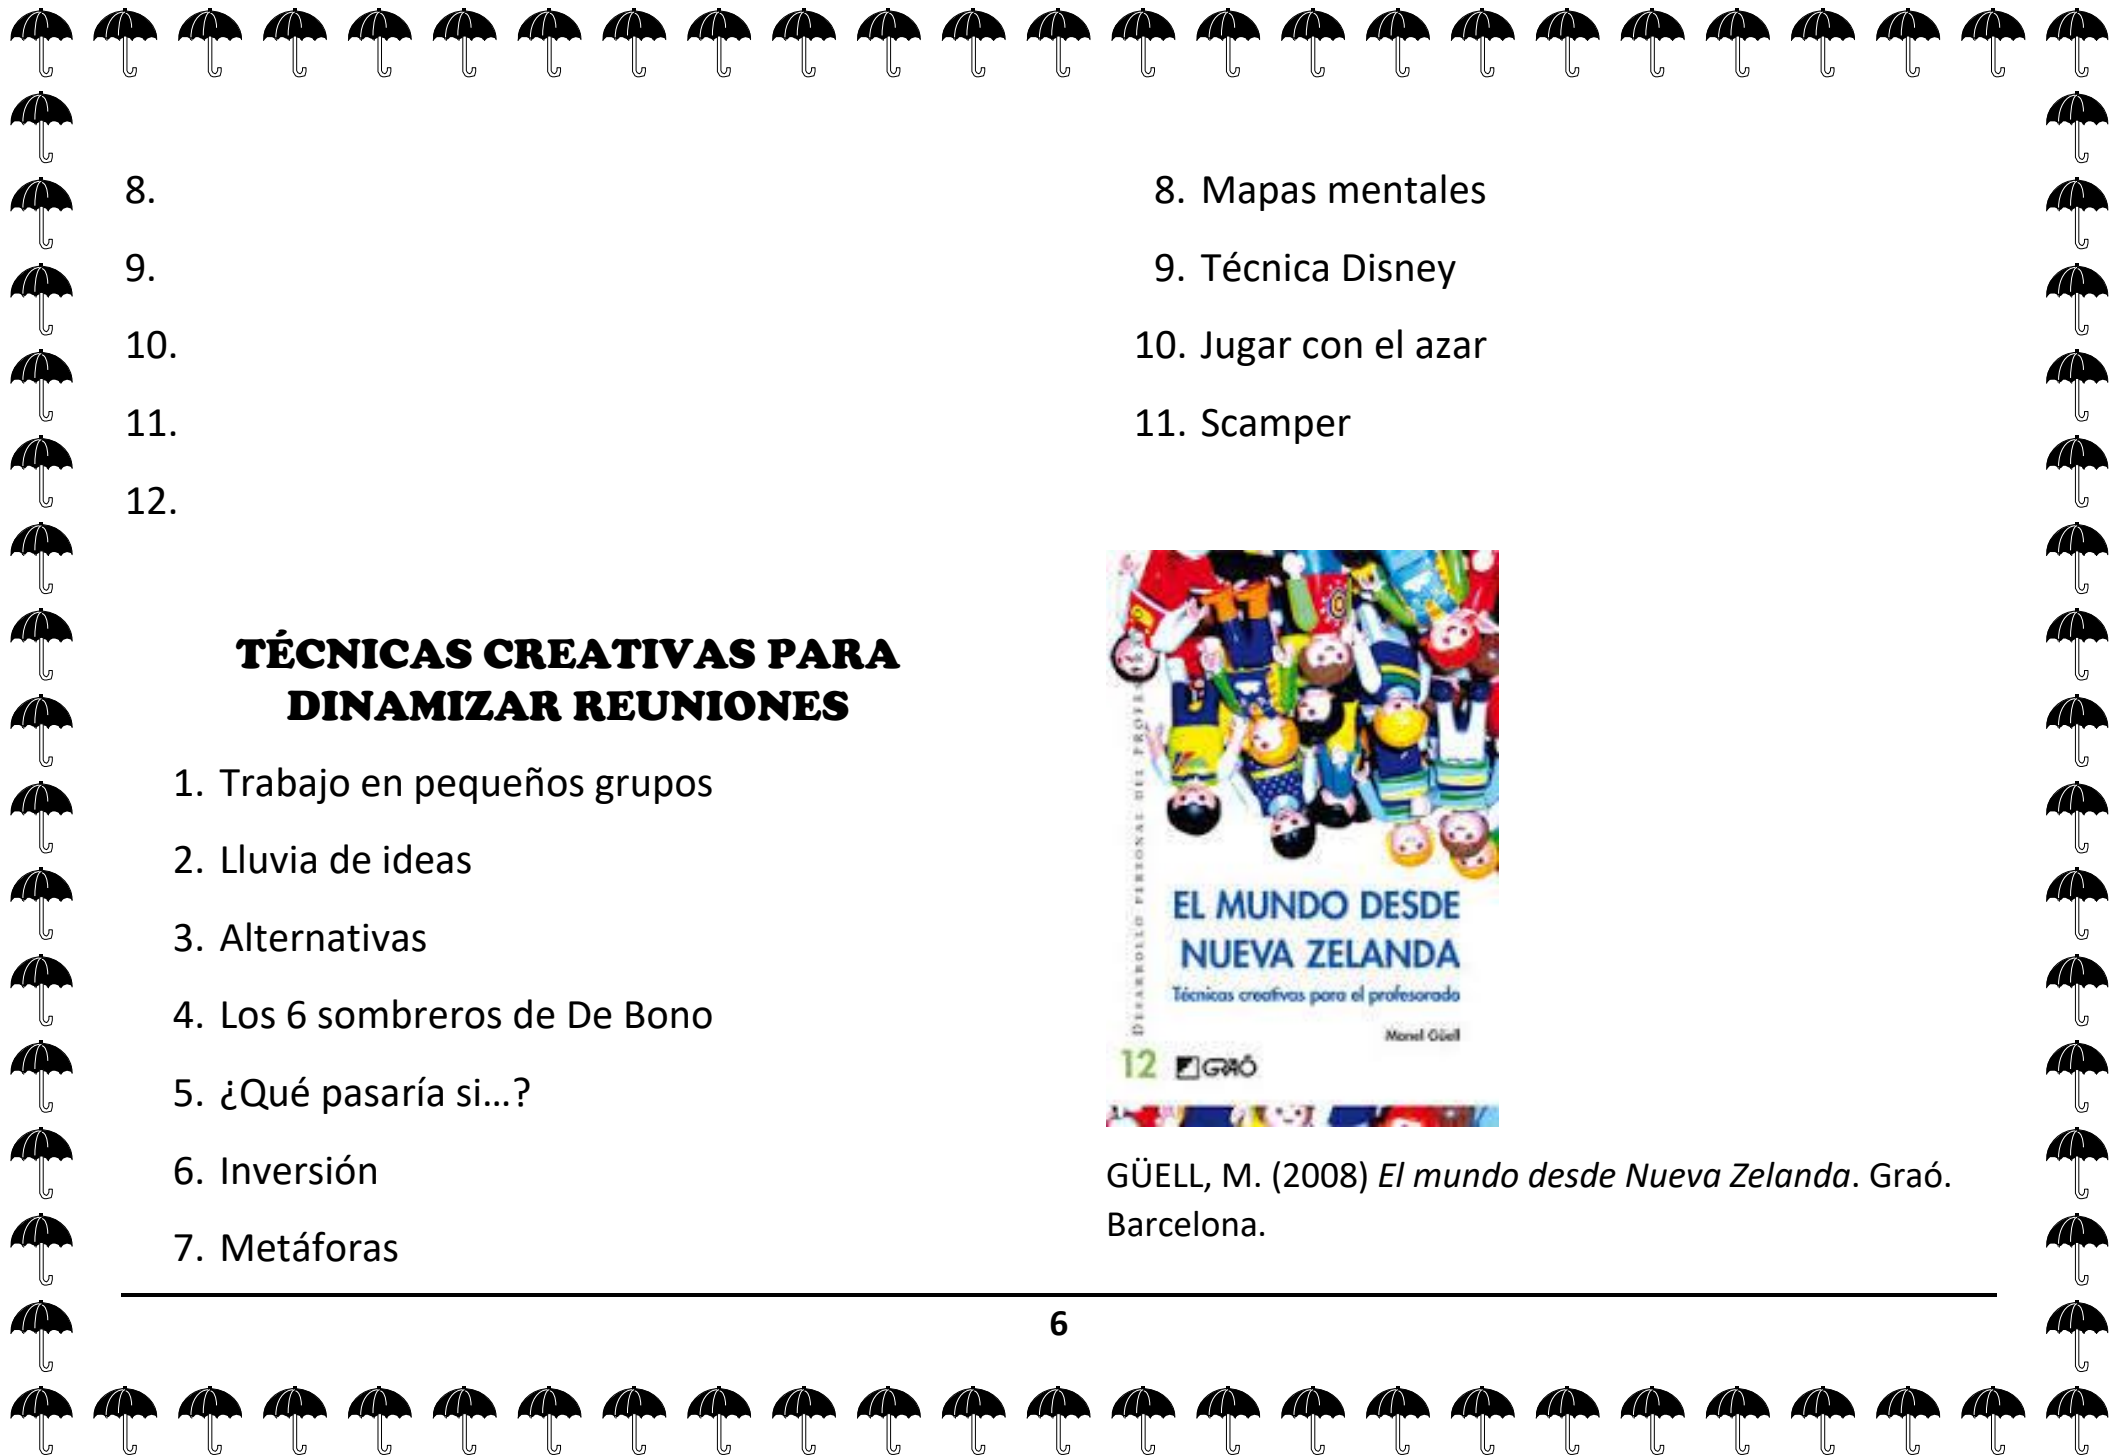 8.
9.
10.
11.
12.
TÉCNICAS CREATIVAS PARA
DINAMIZAR REUNIONES
1. Trabajo en pequeños grupos
2. Lluvia de ideas
3. Alternativas
4. Los 6 sombreros de De Bono
5. ¿Qué pasaría si…?
6. Inversión
7. Metáforas
8. Mapas mentales
9. Técnica Disney
10. Jugar con el azar
11. Scamper
DESARROLLO PERSONAL DEL
EL MUNDO DESDE
NUEVA ZELANDA
Técnicas creativas para el profesorado
Manel Güell
12 GRAÓ
GÜELL, M. (2008) El mundo desde Nueva Zelanda. Graó.
Barcelona.
6